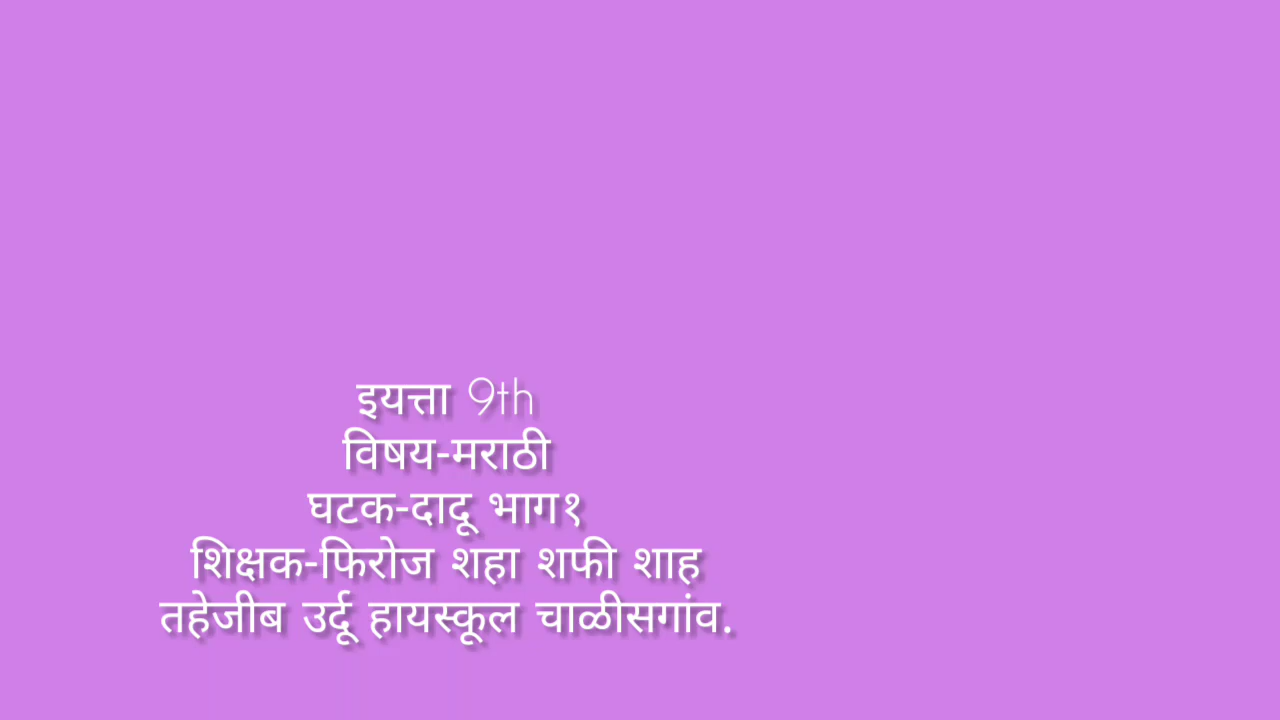 इयत्ता 9th
विषय-मराठी
घटक-दादू भाग१
शिक्षक-फिरोज शहा शफी शाह
तहेजीब उर्दू हायस्कूल चाळीसगांव.